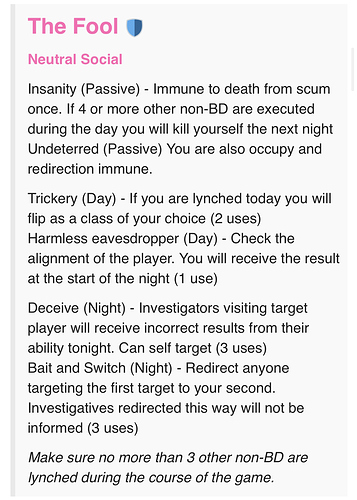 The Fool
Neutral Social
Insanity (Passive) - Immune to death from scum
once. If 4 or more other non-BD are executed
during the day you will kill yourself the next night
Undeterred (Passive) You are also occupy and
redirection immune.
Trickery (Day) - If you are lynched today you will
flip as a class of your choice (2 uses)
Harmless eavesdropper (Day) - Check the
alignment of the player. You will receive the result
at the start of the night (1 use)
Deceive (Night) - Investigators visiting target
player will receive incorrect results from their
ability tonight. Can self target (3 uses)
Bait and Switch (Night) - Redirect anyone
targeting the first target to your second.
Investigatives redirected this way will not be
informed (3 uses)
Make sure no more than 3 other non-BD are
lynched during the course of the game.